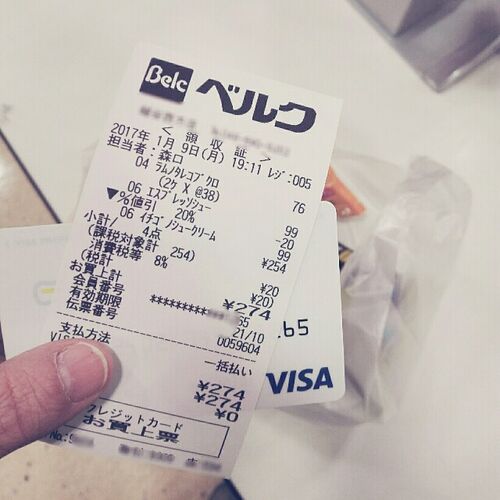 Belc ベルク
< 領 収 証 >
2017年 1月 9日(月) 19:11 レジ:005
担当者:森口
04 ラムノタレコブクロ
(2ケ X @38) 76
06 エスプレッソシュー 99
▼%値引 20% -20
06 イチゴノシュークリーム 99
小計/ 4点 ¥254
(課税対象計 254)
消費税等 8% ¥20
(税計 ¥20)
お買上計 ¥274
会員番号 *********
有効期限 21/10
伝票番号 0059604
支払方法 一括払い
VIS ¥274
¥274
¥0
クレジットカード
お買上票
No.:
65
VISA